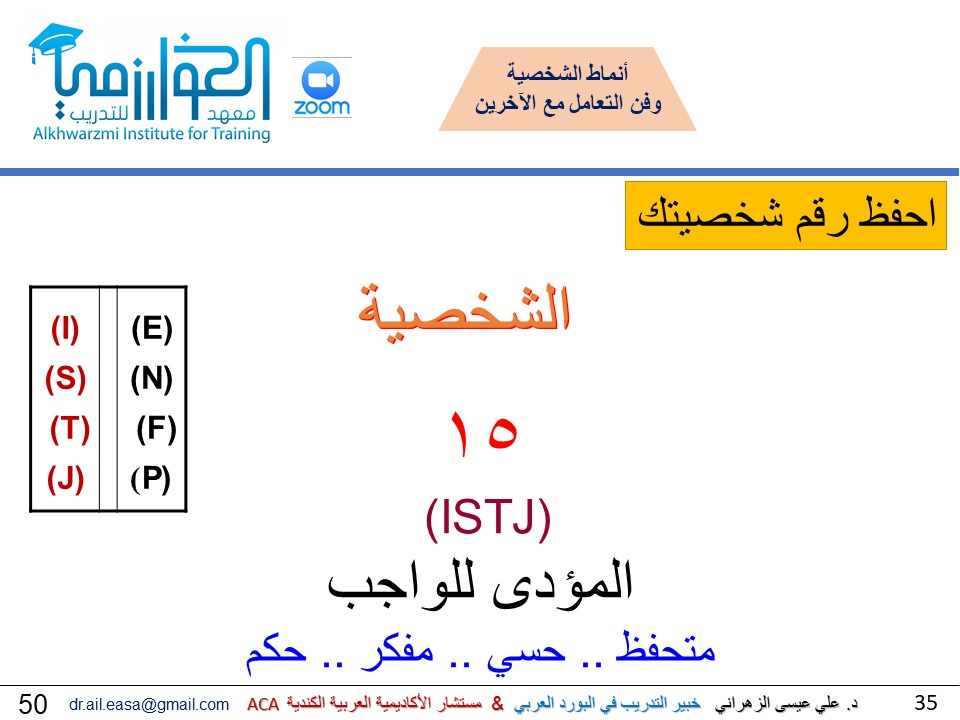 الخوارزمي
معهد للتدريب
Alkhwarzmi Institute for Training
zoom
أنماط الشخصية
وفن التعامل مع الآخرين
احفظ رقم شخصيتك
(I) (E)
(S) (N)
(T) (F)
(J) (P)
الشخصية
١٥
(ISTJ)
المؤدى للواجب
متحفظ .. حسي .. مفكر .. حكم
50 dr.ail.easa@gmail.com د. علي عيسى الزهراني خبير التدريب في البورد العربي & مستشار الأكاديمية العربية الكندية ACA 35